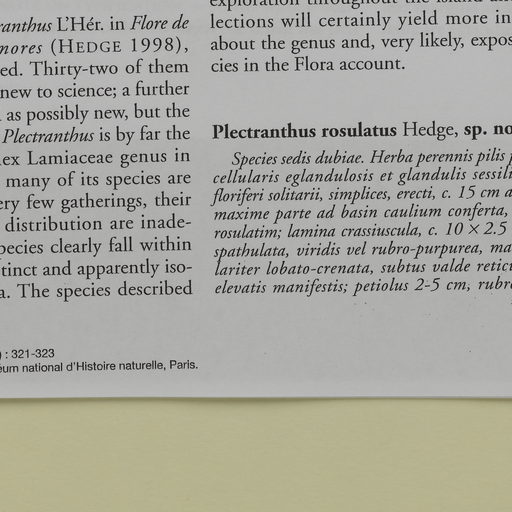 ranthus L'Hér. in Flore de
mores (HEDGE 1998),
ed. Thirty-two of them
new to science; a further
as possibly new, but the
Plectranthus is by far the
lex Lamiaceae genus in
many of its species are
ery few gatherings, their
distribution are inade-
pecies clearly fall within
tinct and apparently iso-
a. The species described
) : 321-323
éum national d'Histoire naturelle, Paris.
exploration throughout the island and
lections will certainly yield more in
about the genus and, very likely, expos
cies in the Flora account.
Plectranthus rosulatus Hedge, sp. no
Species sedis dubiae. Herba perennis pilis p
cellularis eglandulosis et glandulis sessili
floriferi solitarii, simplices, erecti, c. 15 cm a
maxime parte ad basin caulium conferta,
rosulatim; lamina crassiuscula, c. 10 × 2.5
spathulata, viridis vel rubro-purpurea, ma
lariter lobato-crenata, subtus valde reticu
elevatis manifestis; petiolus 2-5 cm, rubro